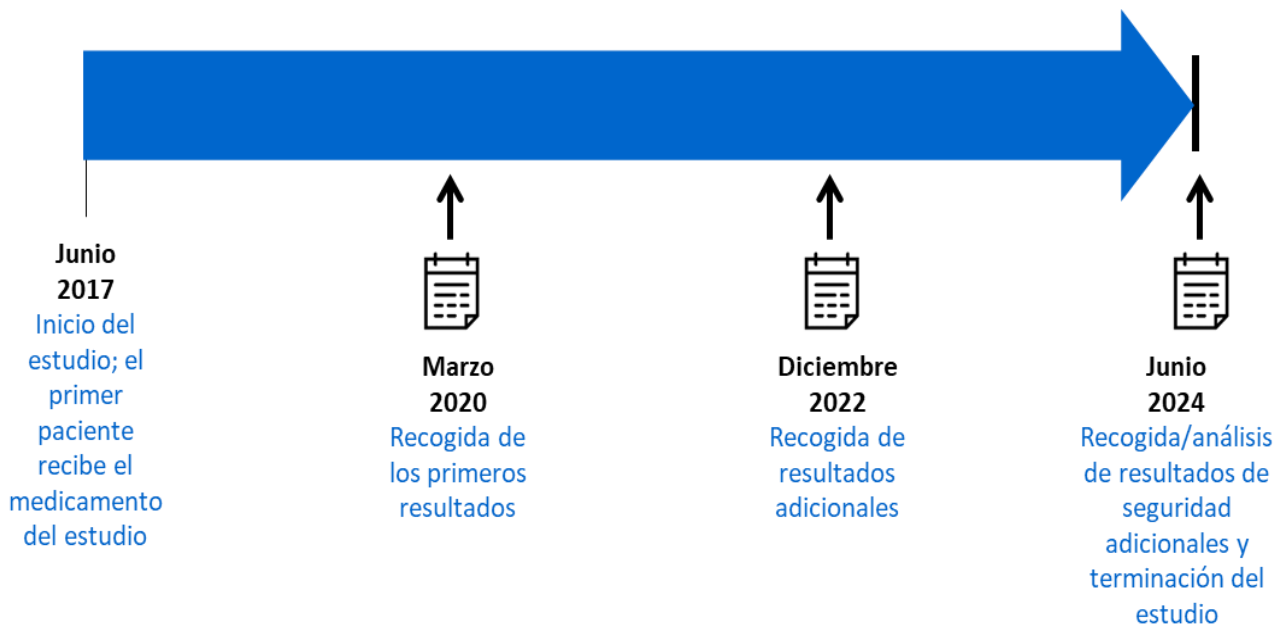 Junio
2017
Inicio del
estudio; el
primer
paciente
recibe el
medicamento
del estudio
Marzo
2020
Recogida de
los primeros
resultados
Diciembre
2022
Recogida de
resultados
adicionales
Junio
2024
Recogida/análisis
de resultados de
seguridad
adicionales y
terminación del
estudio